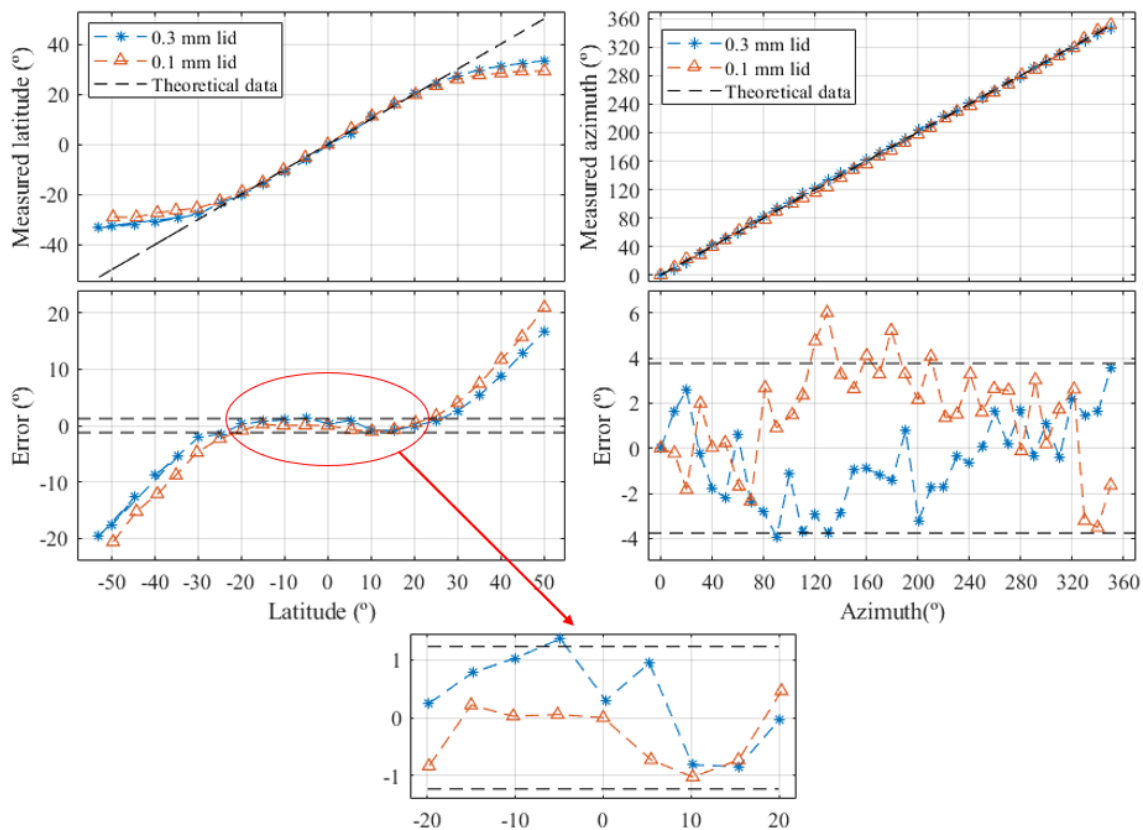 0.3 mm lid
0.1 mm lid
Theoretical data
Measured latitude (º)
40
20
0
-20
-40
0.3 mm lid
0.1 mm lid
Theoretical data
Measured azimuth (º)
360
320
280
240
200
160
120
80
40
0
Error (º)
20
10
0
-10
-20
-50 -40 -30 -20 -10 0 10 20 30 40 50
Latitude (º)
Error (º)
6
4
2
0
-2
-4
0 40 80 120 160 200 240 280 320 360
Azimuth(º)
1
0
-1
-20 -10 0 10 20